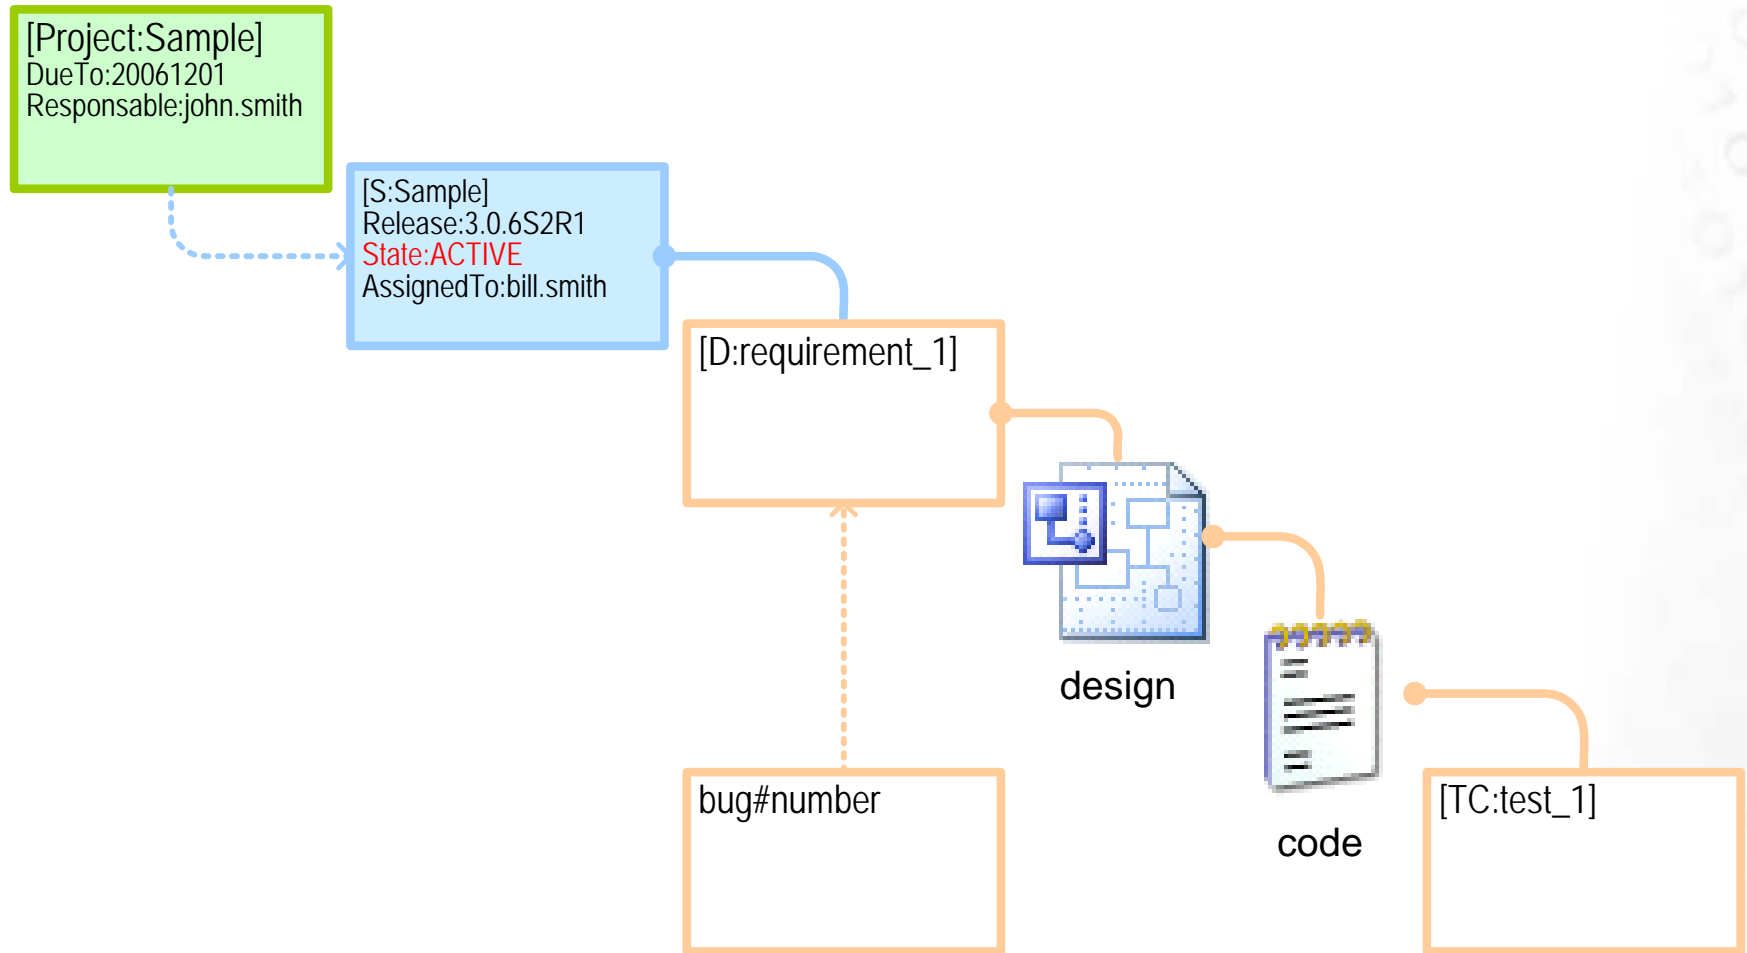 [Project:Sample]
DueTo:20061201
Responsable:john.smith
[S:Sample]
Release:3.0.6S2R1
State:ACTIVE
AssignedTo:bill.smith
[D:requirement_1]
design
bug#number
code
[TC:test_1]